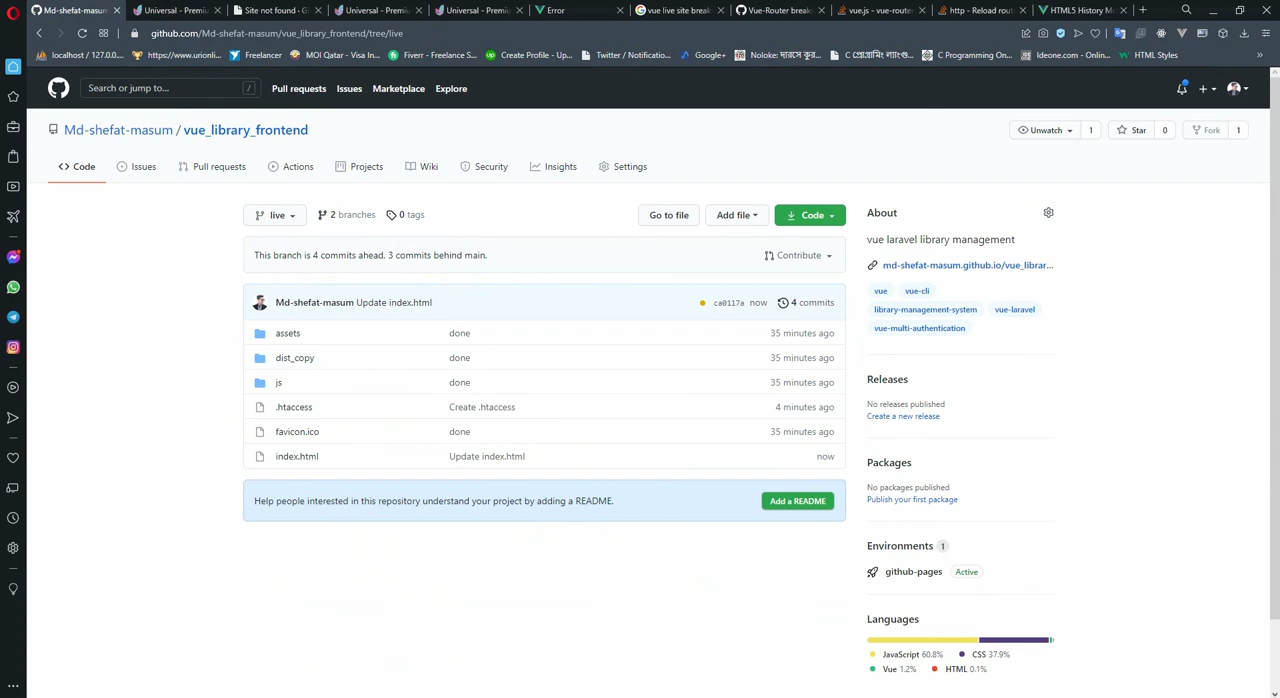 Md-shefat-masum
Universal - Premiu
Site not found · G
Universal - Premiu
Universal - Premiu
Error
vue live site break
Vue-Router break
vue.js - vue-route
http - Reload rout
HTML5 History M
github.com/Md-shefat-masum/vue_library_frontend/tree/live
localhost / 127.0.0....
https://www.urionli...
Freelancer
MOI Qatar - Visa In...
Fiverr - Freelance S...
Create Profile - Up...
Twitter / Notificatio...
Google+
Noloke: দারসে কুর...
C প্রোগ্রামিং ল্যাংগু...
C Programming On...
Ideone.com - Onlin...
HTML Styles
Search or jump to...
/
Pull requests
Issues
Marketplace
Explore
Md-shefat-masum / vue_library_frontend
Unwatch 1
Star 0
Fork 1
Code
Issues
Pull requests
Actions
Projects
Wiki
Security
Insights
Settings
live
2 branches
0 tags
Go to file
Add file
Code
This branch is 4 commits ahead, 3 commits behind main.
Contribute
Md-shefat-masum Update index.html
ca0117a now
4 commits
assets done 35 minutes ago
dist_copy done 35 minutes ago
js done 35 minutes ago
.htaccess Create .htaccess 4 minutes ago
favicon.ico done 35 minutes ago
index.html Update index.html now
Help people interested in this repository understand your project by adding a README.
Add a README
About
vue laravel library management
md-shefat-masum.github.io/vue_librar...
vue vue-cli
library-management-system vue-laravel
vue-multi-authentication
Releases
No releases published
Create a new release
Packages
No packages published
Publish your first package
Environments 1
github-pages Active
Languages
JavaScript 60.8% CSS 37.9%
Vue 1.2% HTML 0.1%